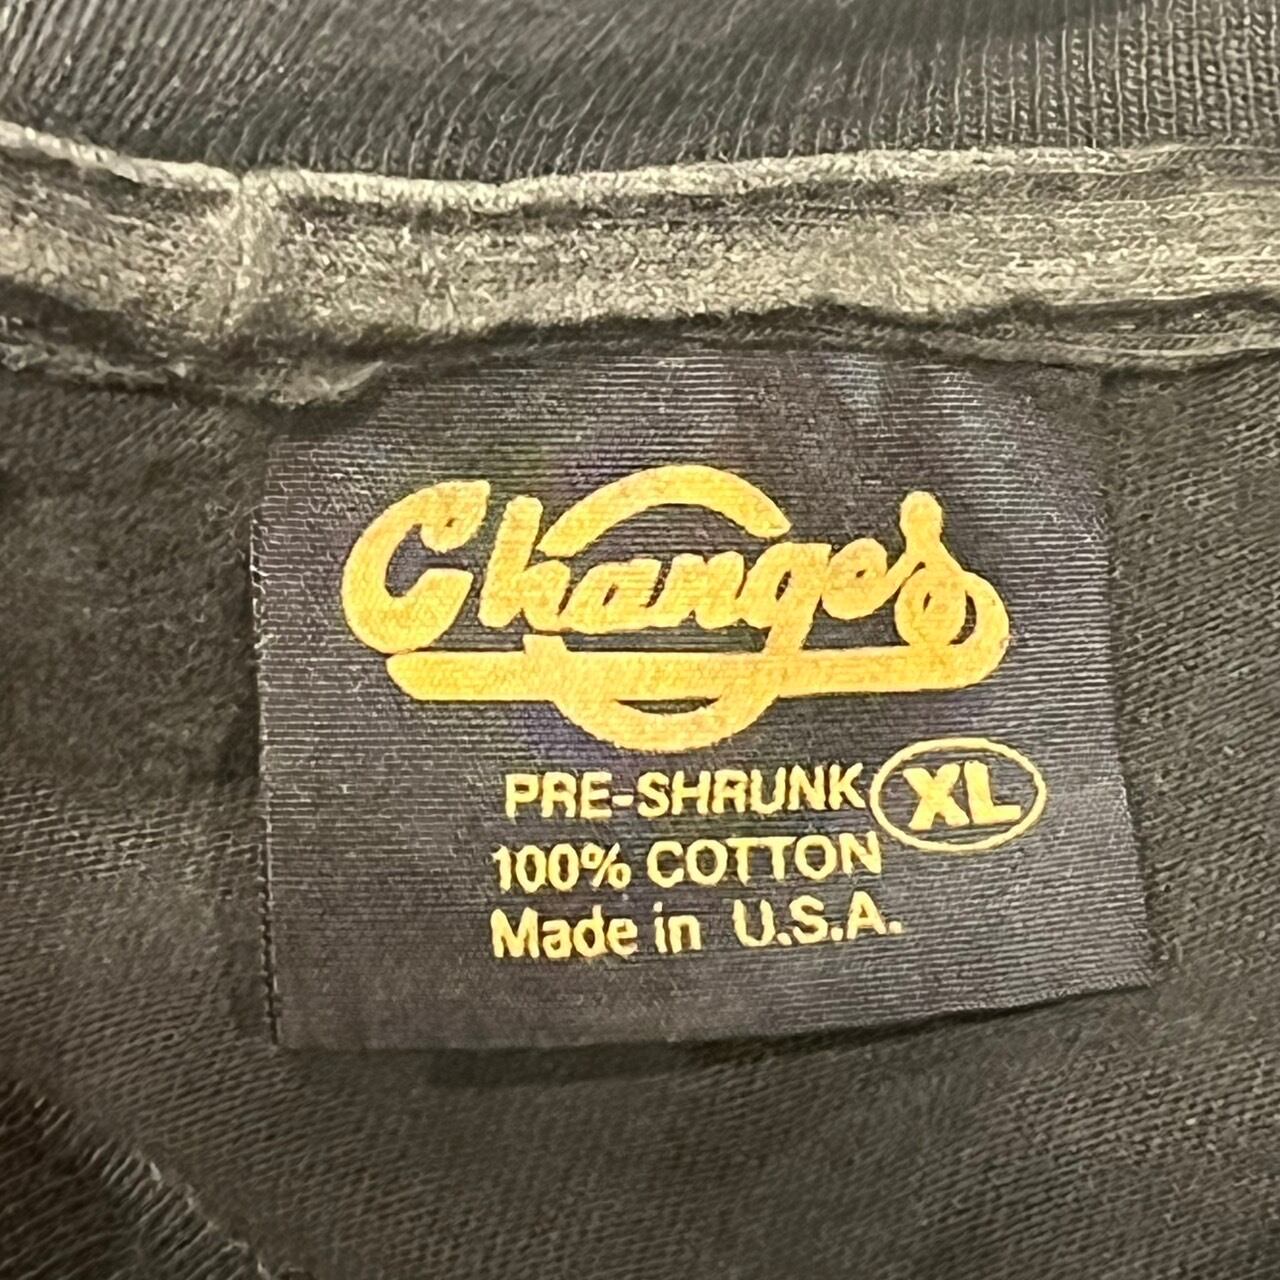 Changes
PRE-SHRUNK XL
100% COTTON
Made in U.S.A.